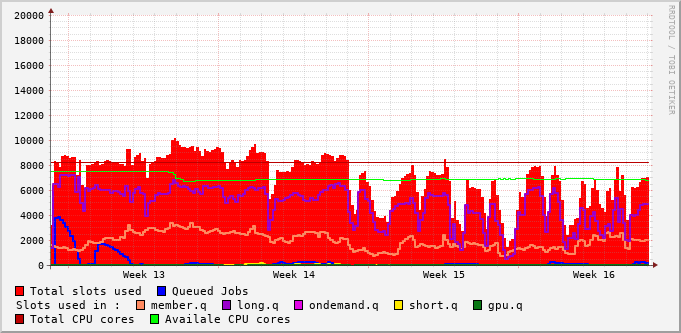 20000
18000
16000
14000
12000
10000
8000
6000
4000
2000
0
Week 13 Week 14 Week 15 Week 16
RRDTOOL / TOBI OETIKER
Total slots used Queued Jobs
Slots used in : member.q long.q ondemand.q short.q gpu.q
Total CPU cores Availale CPU cores